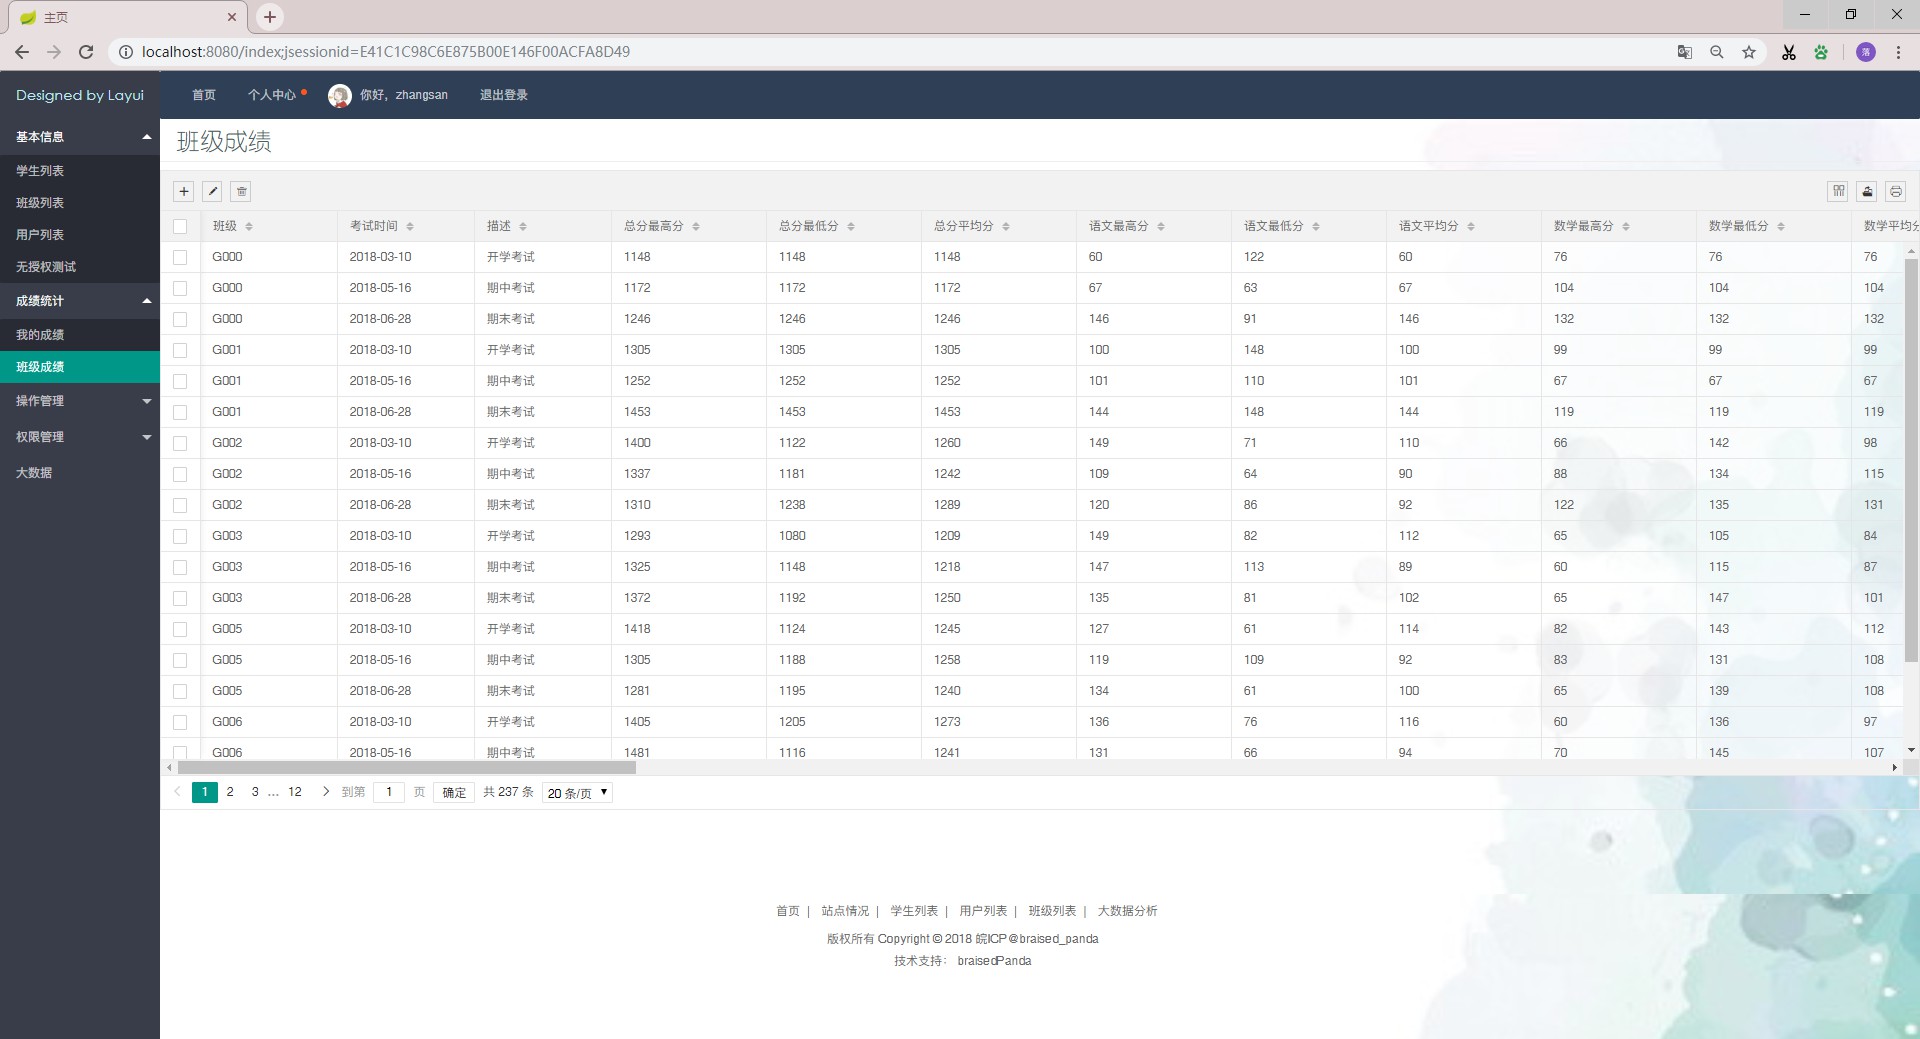 主页
localhost:8080/index;jsessionid=E41C1C98C6E875B00E146F00ACFA8D49
落
Designed by Layui
首页 个人中心 你好，zhangsan 退出登录
基本信息
学生列表
班级列表
用户列表
无授权测试
成绩统计
我的成绩
班级成绩
操作管理
权限管理
大数据
班级成绩
班级 考试时间 描述 总分最高分 总分最低分 总分平均分 语文最高分 语文最低分 语文平均分 数学最高分 数学最低分 数学平均分
G000 2018-03-10 开学考试 1148 1148 1148 60 122 60 76 76 76
G000 2018-05-16 期中考试 1172 1172 1172 67 63 67 104 104 104
G000 2018-06-28 期末考试 1246 1246 1246 146 91 146 132 132 132
G001 2018-03-10 开学考试 1305 1305 1305 100 148 100 99 99 99
G001 2018-05-16 期中考试 1252 1252 1252 101 110 101 67 67 67
G001 2018-06-28 期末考试 1453 1453 1453 144 148 144 119 119 119
G002 2018-03-10 开学考试 1400 1122 1260 149 71 110 66 142 98
G002 2018-05-16 期中考试 1337 1181 1242 109 64 90 88 134 115
G002 2018-06-28 期末考试 1310 1238 1289 120 86 92 122 135 131
G003 2018-03-10 开学考试 1293 1080 1209 149 82 112 65 105 84
G003 2018-05-16 期中考试 1325 1148 1218 147 113 89 60 115 87
G003 2018-06-28 期末考试 1372 1192 1250 135 81 102 65 147 101
G005 2018-03-10 开学考试 1418 1124 1245 127 61 114 82 143 112
G005 2018-05-16 期中考试 1305 1188 1258 119 109 92 83 131 108
G005 2018-06-28 期末考试 1281 1195 1240 134 61 100 65 139 108
G006 2018-03-10 开学考试 1405 1205 1273 136 76 116 60 136 97
G006 2018-05-16 期中考试 1481 1116 1241 131 66 94 70 145 107
1 2 3 … 12 到第 1 页 确定 共 237 条 20 条/页
首页 | 站点情况 | 学生列表 | 用户列表 | 班级列表 | 大数据分析
版权所有 Copyright © 2018 皖ICP@braised_panda
技术支持： braisedPanda